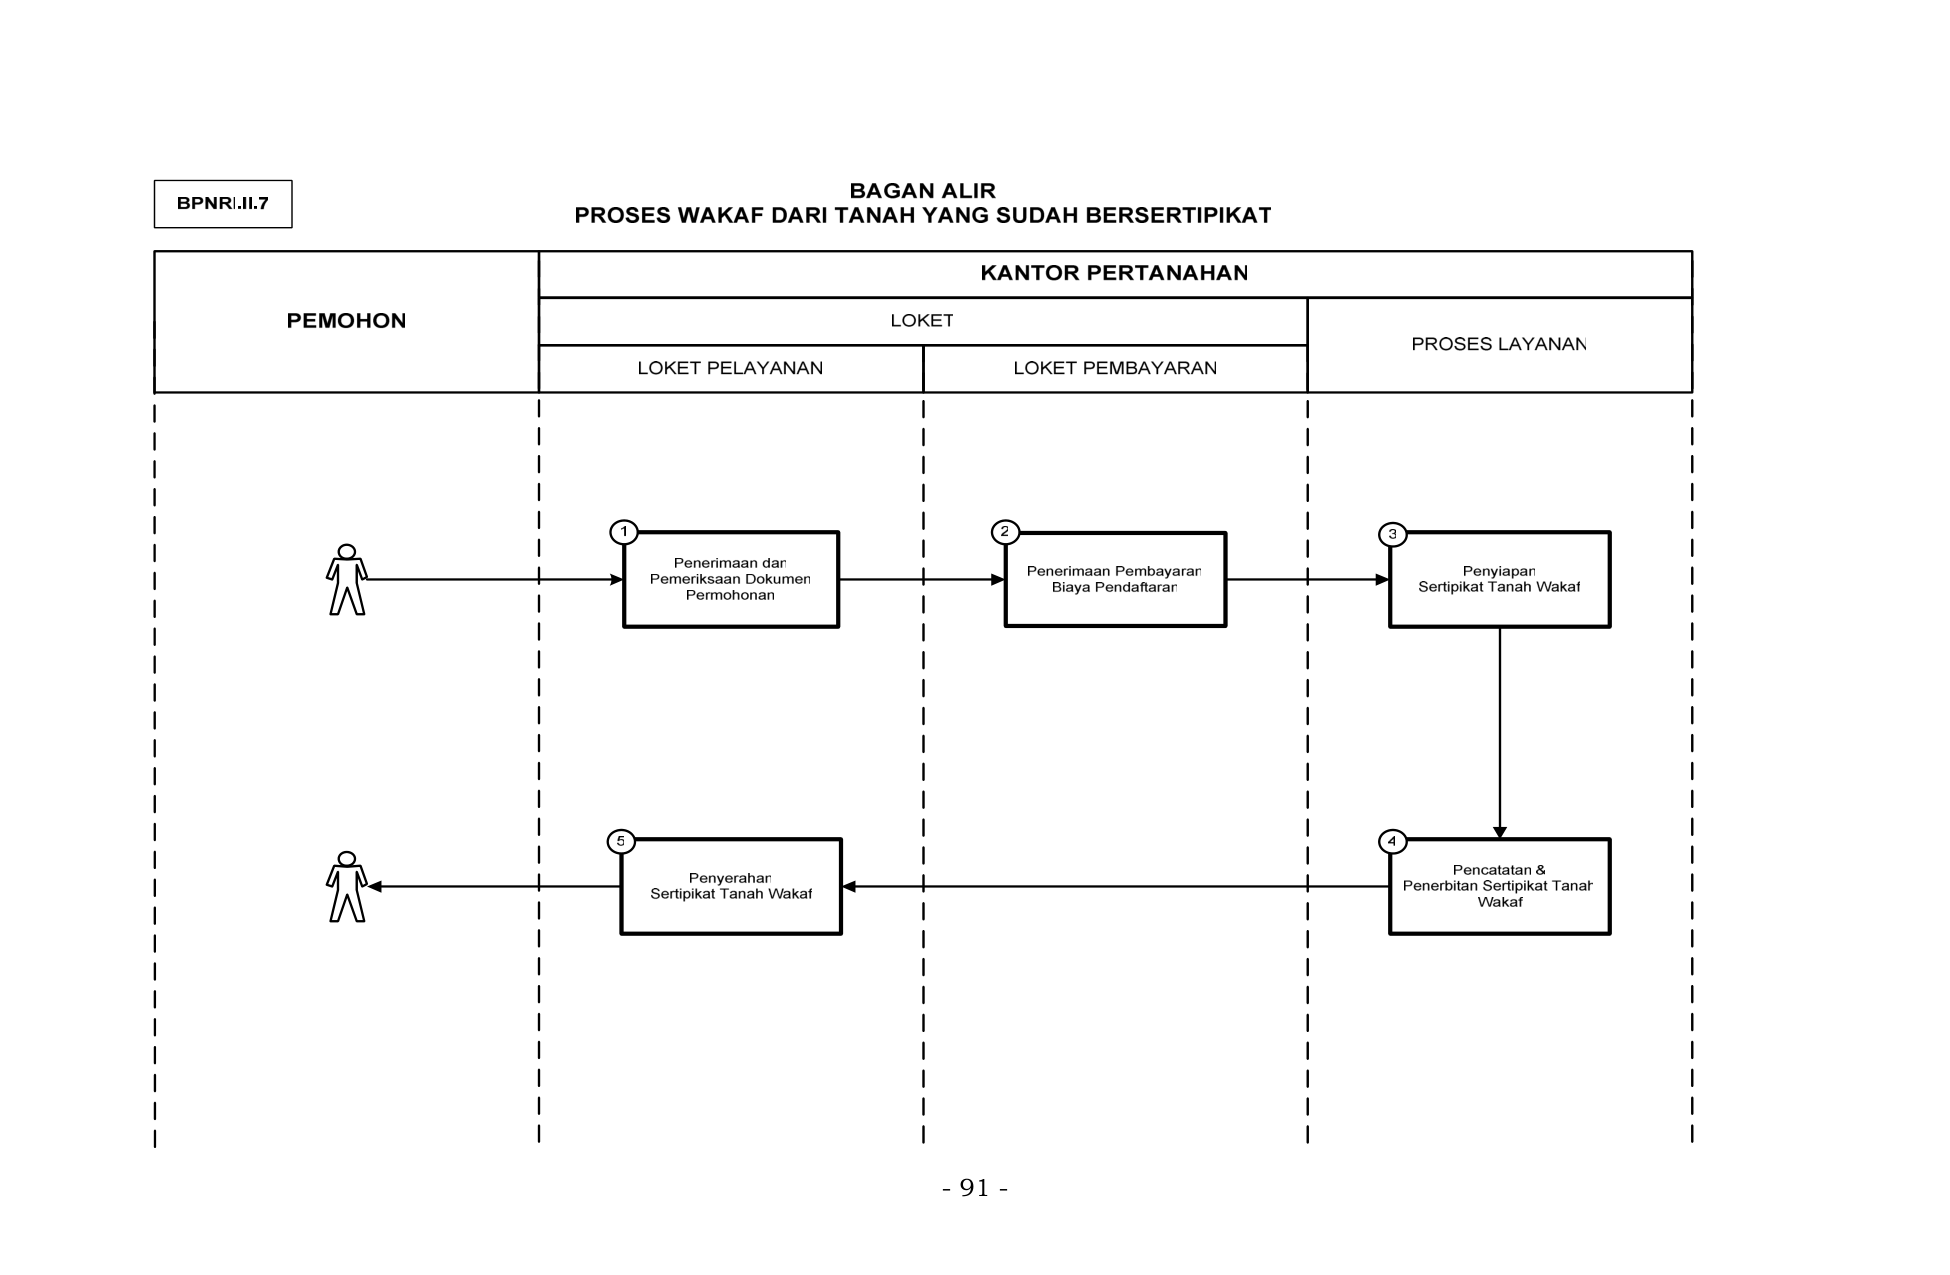 BPNRI.II.7
BAGAN ALIR
PROSES WAKAF DARI TANAH YANG SUDAH BERSERTIPIKAT
PEMOHON
KANTOR PERTANAHAN
LOKET
PROSES LAYANAN
LOKET PELAYANAN
LOKET PEMBAYARAN
1
Penerimaan dan
Pemeriksaan Dokumen
Permohonan
2
Penerimaan Pembayaran
Biaya Pendaftaran
3
Penyiapan
Sertipikat Tanah Wakaf
4
Pencatatan &
Penerbitan Sertipikat Tanah
Wakaf
5
Penyerahan
Sertipikat Tanah Wakaf
- 91 -